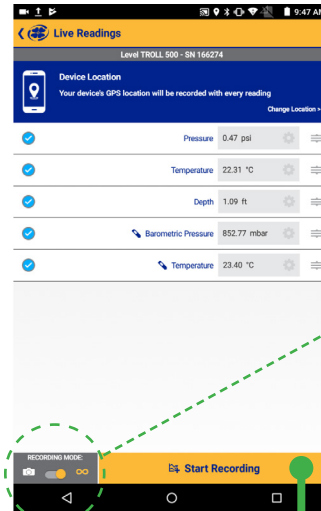 9:47 AM
Live Readings
Level TROLL 500 - SN 166274
Device Location
Your device's GPS location will be recorded with every reading
Change Location >
Pressure 0.47 psi
Temperature 22.31 °C
Depth 1.09 ft
Barometric Pressure 852.77 mbar
Temperature 23.40 °C
RECORDING MODE:
Start Recording